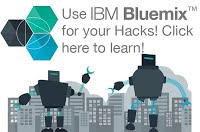 Use IBM Bluemix™
for your Hacks! Click
here to learn!